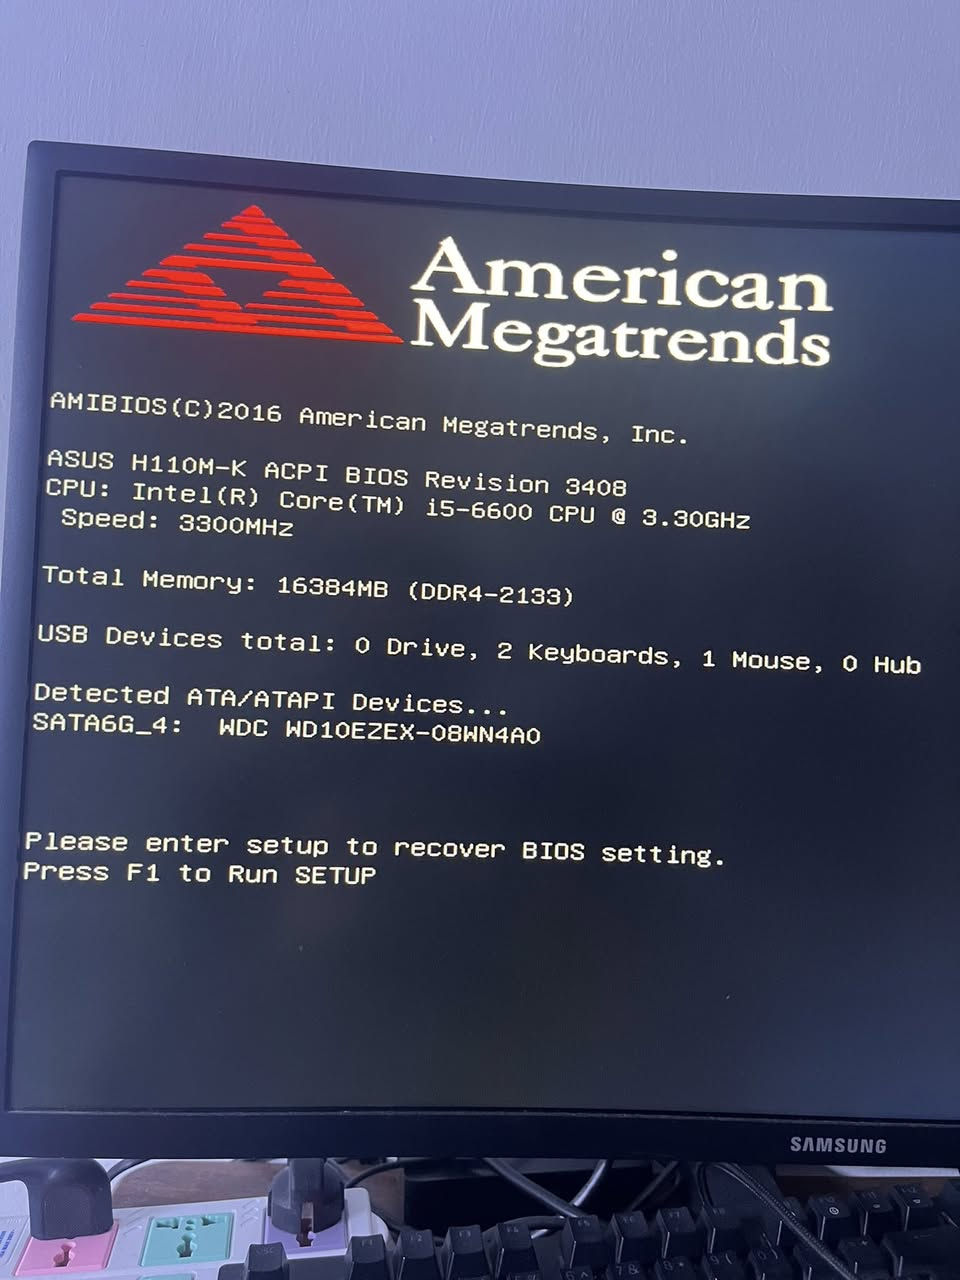 American
Megatrends
AMIBIOS(C)2016 American Megatrends, Inc.
ASUS H110M-K ACPI BIOS Revision 3408
CPU: Intel(R) Core(TM) i5-6600 CPU @ 3.30GHz
Speed: 3300MHz
Total Memory: 16384MB (DDR4-2133)
USB Devices total: 0 Drive, 2 Keyboards, 1 Mouse, 0 Hub
Detected ATA/ATAPI Devices...
SATA6G_4: WDC WD10EZEX-08WN4A0
Please enter setup to recover BIOS setting.
Press F1 to Run SETUP
SAMSUNG